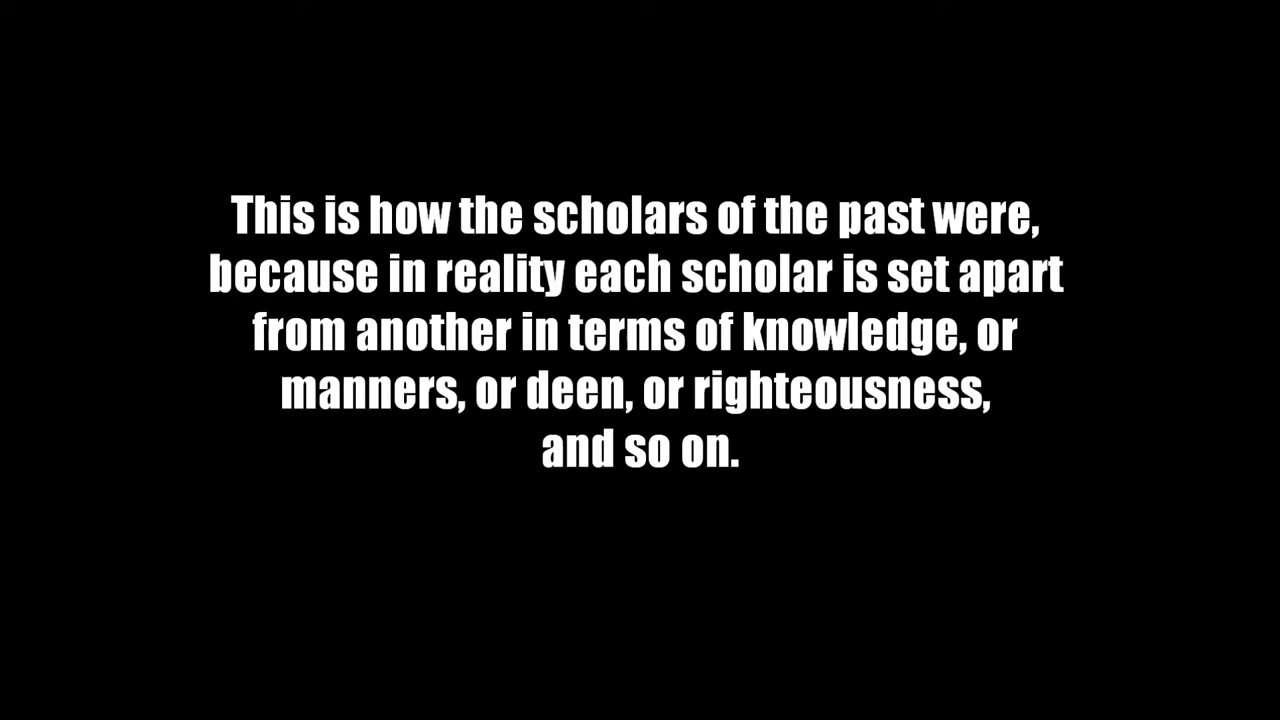 This is how the scholars of the past were,
because in reality each scholar is set apart
from another in terms of knowledge, or
manners, or deen, or righteousness,
and so on.